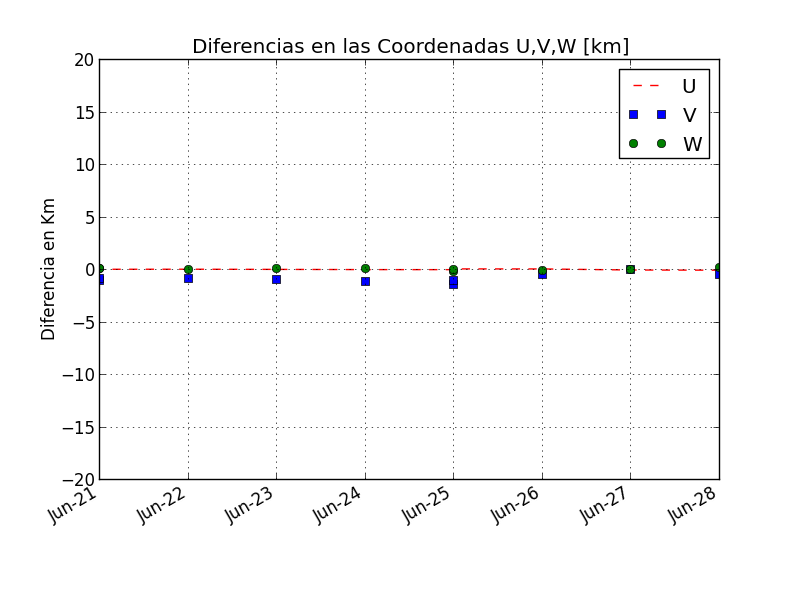 Diferencias en las Coordenadas U,V,W [km]
U
V
W
Diferencia en Km
20
15
10
5
0
−5
−10
−15
−20
Jun-21
Jun-22
Jun-23
Jun-24
Jun-25
Jun-26
Jun-27
Jun-28